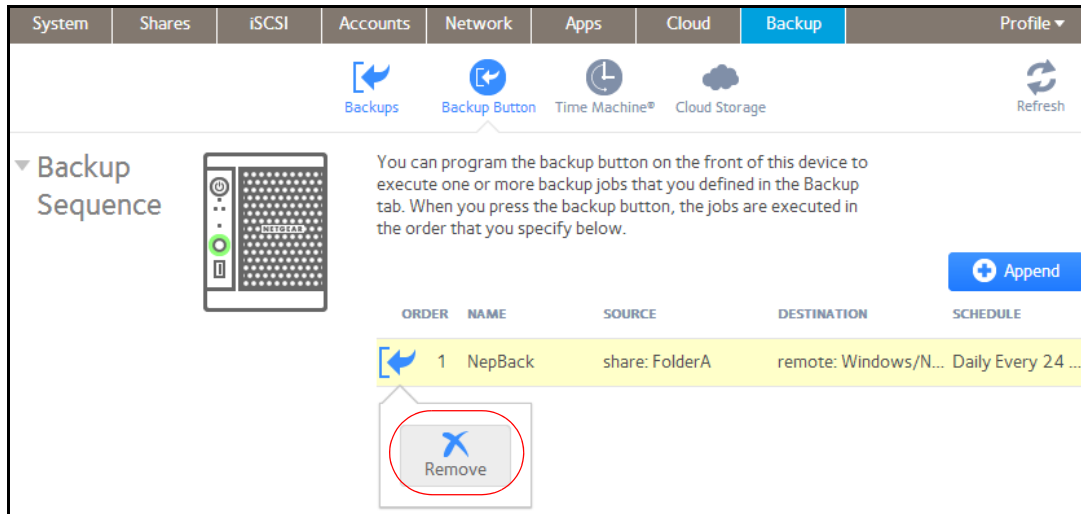 System Shares iSCSI Accounts Network Apps Cloud Backup Profile
Backups Backup Button Time Machine® Cloud Storage Refresh
Backup
Sequence
NETGEAR
You can program the backup button on the front of this device to
execute one or more backup jobs that you defined in the Backup
tab. When you press the backup button, the jobs are executed in
the order that you specify below.
Append
ORDER NAME SOURCE DESTINATION SCHEDULE
1 NepBack share: FolderA remote: Windows/N... Daily Every 24 ...
Remove